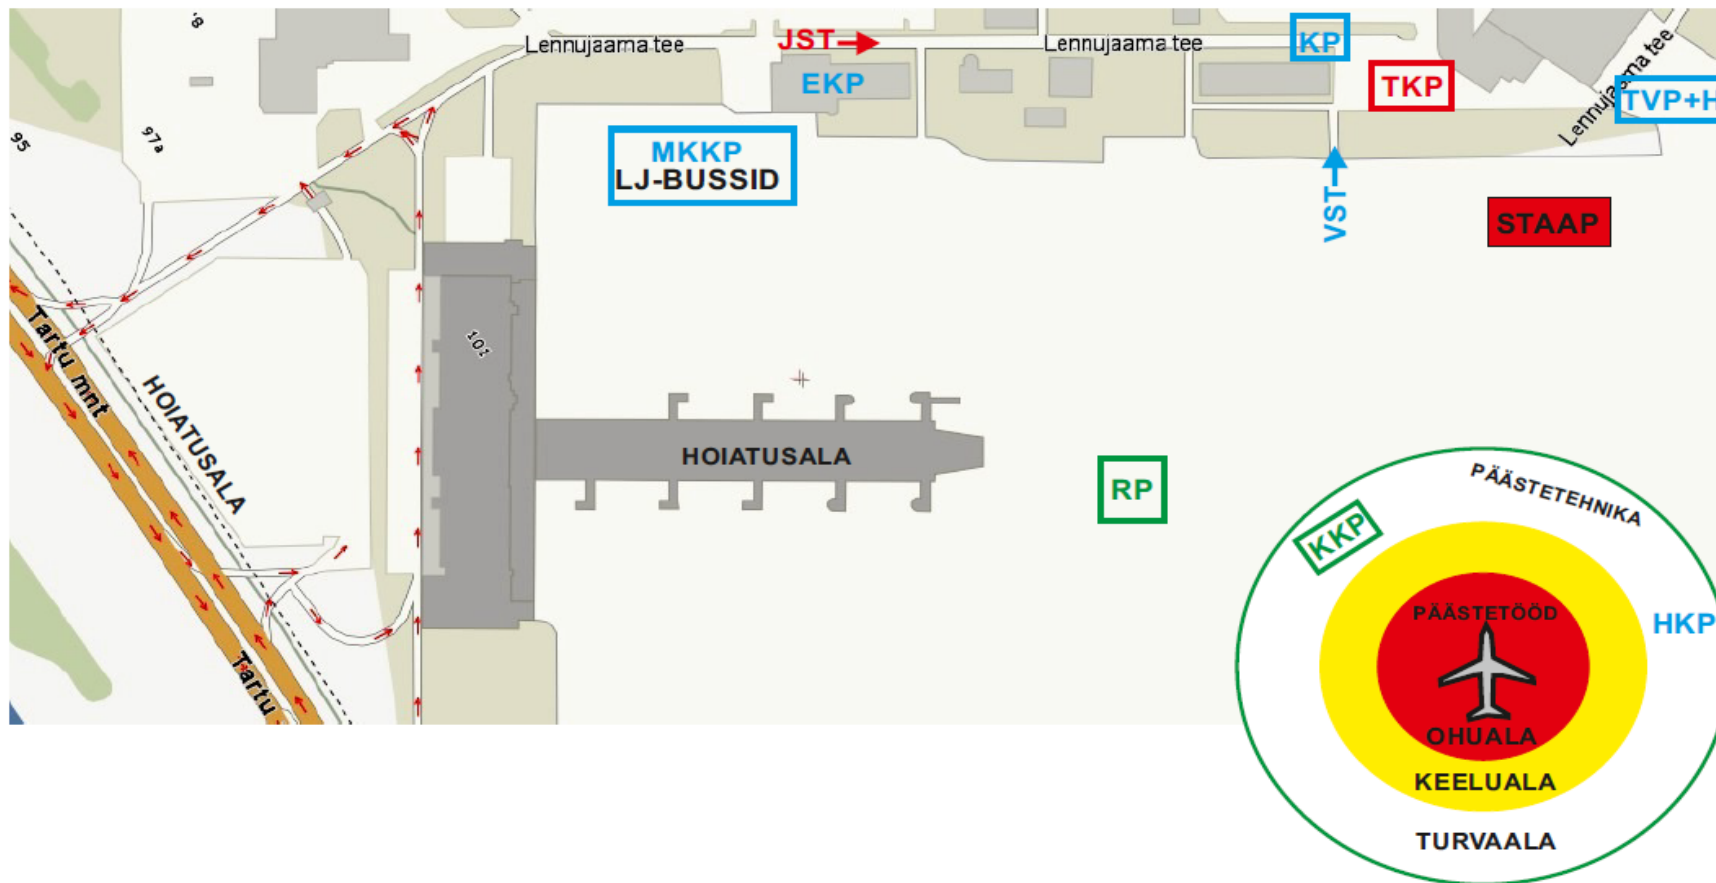 8.
Lennujaama tee
JST
EKP
Lennujaama tee
KP
TKP
Lennujaama tee
TVP+H
95
97a
MKKP
LJ-BUSSID
VST
STAAP
101
Tartu mnt
HOIATUSALA
HOIATUSALA
RP
PÄÄSTETEHNIKA
KKP
PÄÄSTETÖÖD
HKP
Tartu
OHUALA
KEELUALA
TURVAALA